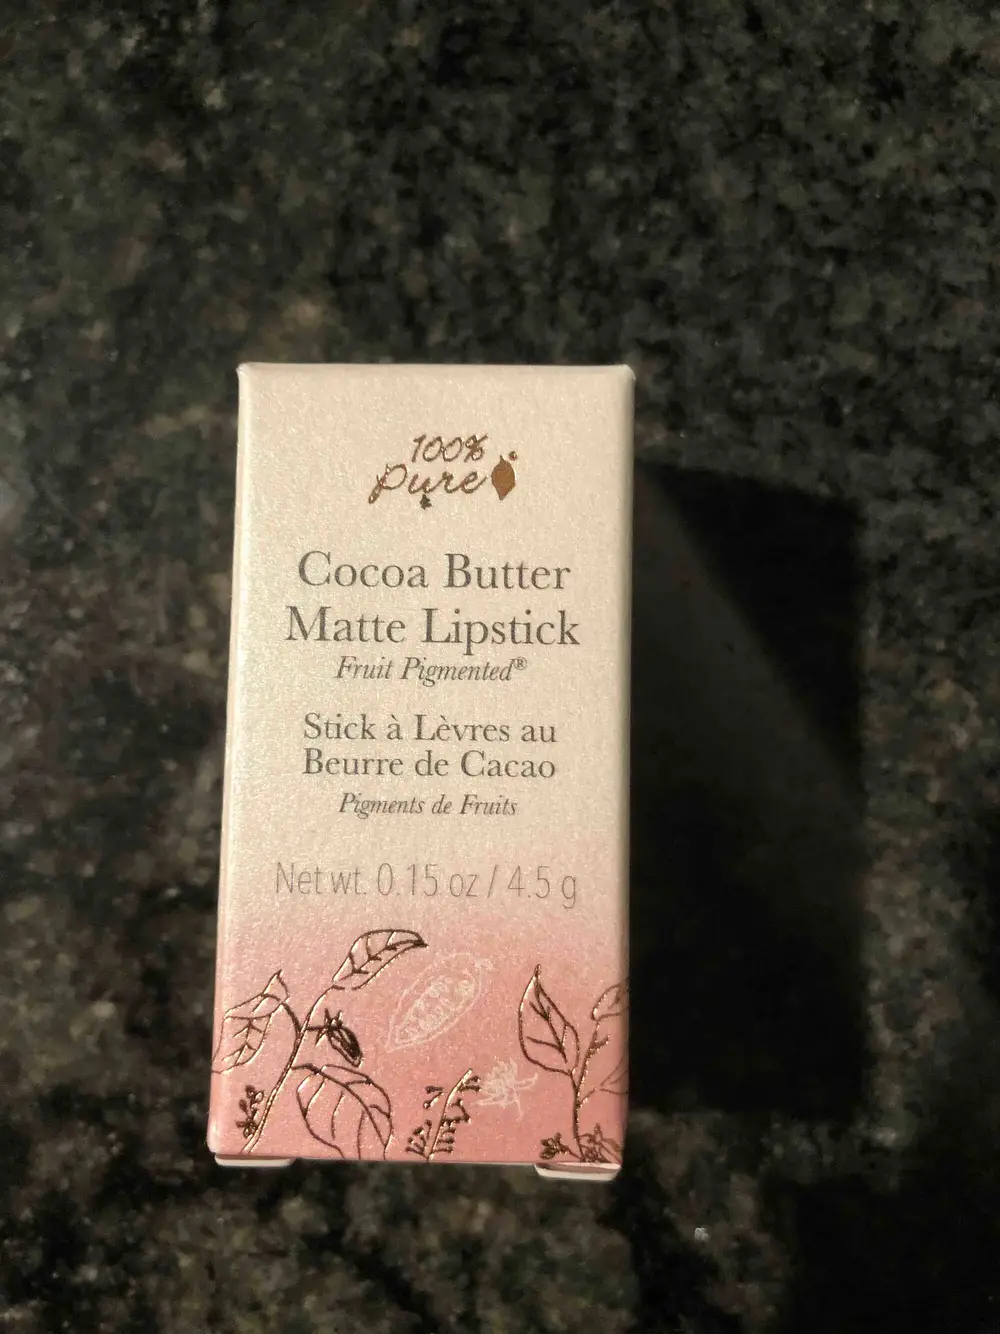 100%
Pure
Cocoa Butter
Matte Lipstick
Fruit Pigmented®
Stick à Lèvres au
Beurre de Cacao
Pigments de Fruits
Net wt. 0.15 oz / 4.5 g